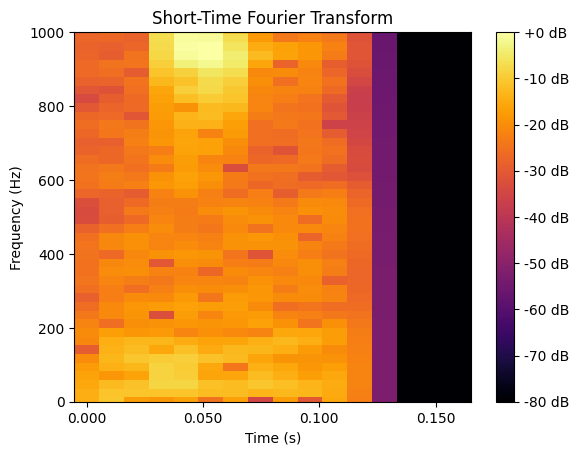 Short-Time Fourier Transform
1000
800
600
400
200
0
Frequency (Hz)
0.000
0.050
0.100
0.150
Time (s)
+0 dB
-10 dB
-20 dB
-30 dB
-40 dB
-50 dB
-60 dB
-70 dB
-80 dB